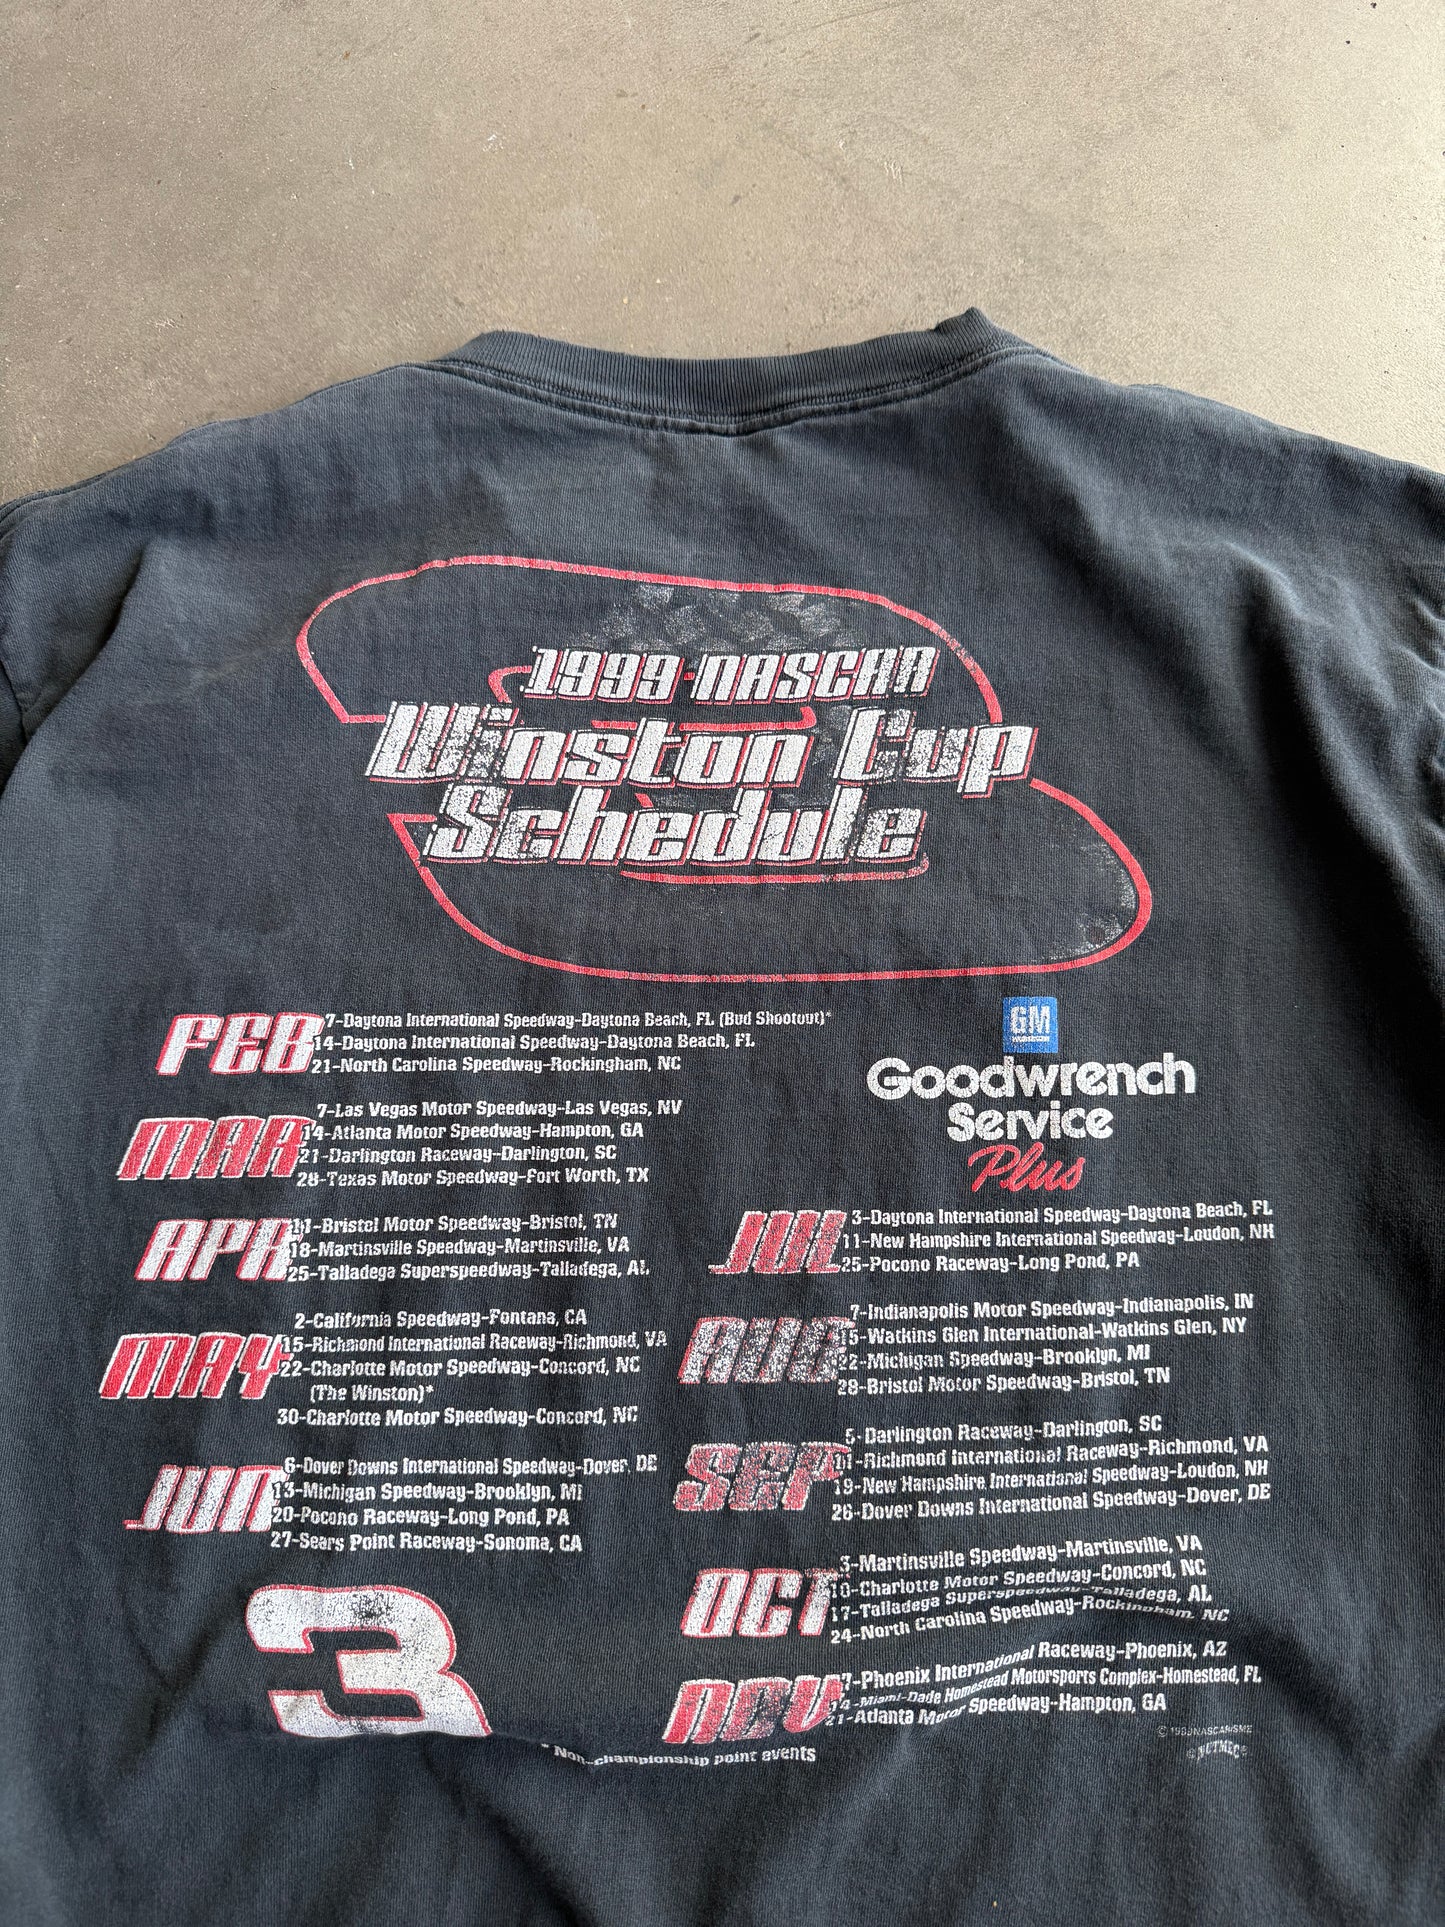 1999 NASCAR
Winston Cup
Schedule
FEB
7-Daytona International Speedway-Daytona Beach, FL (Bud Shootout)*
14-Daytona International Speedway-Daytona Beach, FL
21-North Carolina Speedway-Rockingham, NC
MAR
7-Las Vegas Motor Speedway-Las Vegas, NV
14-Atlanta Motor Speedway-Hampton, GA
21-Darlington Raceway-Darlington, SC
28-Texas Motor Speedway-Fort Worth, TX
APR
11-Bristol Motor Speedway-Bristol, TN
18-Martinsville Speedway-Martinsville, VA
25-Talladega Superspeedway-Talladega, AL
MAY
2-California Speedway-Fontana, CA
15-Richmond International Raceway-Richmond, VA
22-Charlotte Motor Speedway-Concord, NC
(The Winston)*
30-Charlotte Motor Speedway-Concord, NC
JUN
6-Dover Downs International Speedway-Dover, DE
13-Michigan Speedway-Brooklyn, MI
20-Pocono Raceway-Long Pond, PA
27-Sears Point Raceway-Sonoma, CA
3
GM
Goodwrench
Service
Plus
JUL
3-Daytona International Speedway-Daytona Beach, FL
11-New Hampshire International Speedway-Loudon, NH
25-Pocono Raceway-Long Pond, PA
AUG
7-Indianapolis Motor Speedway-Indianapolis, IN
15-Watkins Glen International-Watkins Glen, NY
22-Michigan Speedway-Brooklyn, MI
28-Bristol Motor Speedway-Bristol, TN
SEP
5-Darlington Raceway-Darlington, SC
11-Richmond International Raceway-Richmond, VA
19-New Hampshire International Speedway-Loudon, NH
26-Dover Downs International Speedway-Dover, DE
OCT
3-Martinsville Speedway-Martinsville, VA
10-Charlotte Motor Speedway-Concord, NC
17-Talladega Superspeedway-Talladega, AL
24-North Carolina Speedway-Rockingham, NC
NOV
7-Phoenix International Raceway-Phoenix, AZ
14-Miami-Dade Homestead Motorsports Complex-Homestead, FL
21-Atlanta Motor Speedway-Hampton, GA
* Non-championship point events
©
©NUTMEG